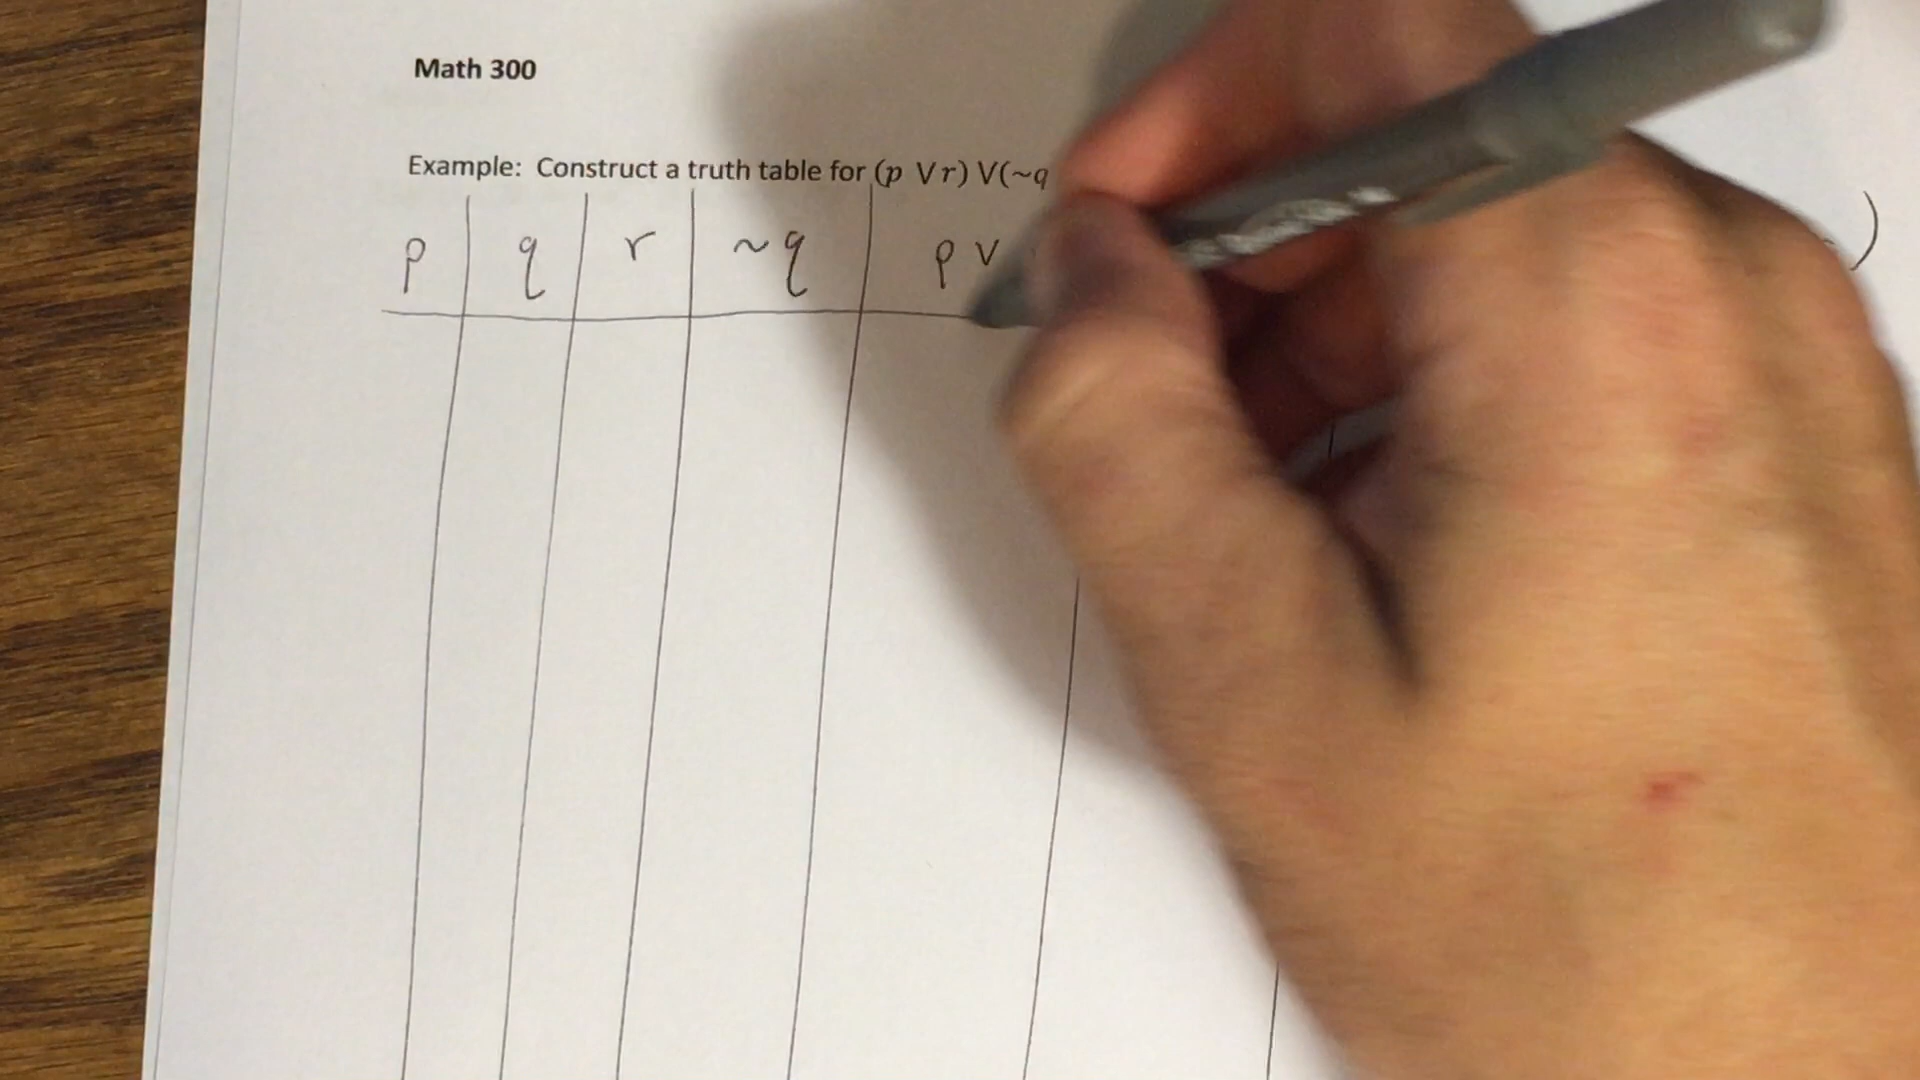 Math 300
Example: Construct a truth table for (p ∨ r) ∨(~q
p q r ~q p ∨ )